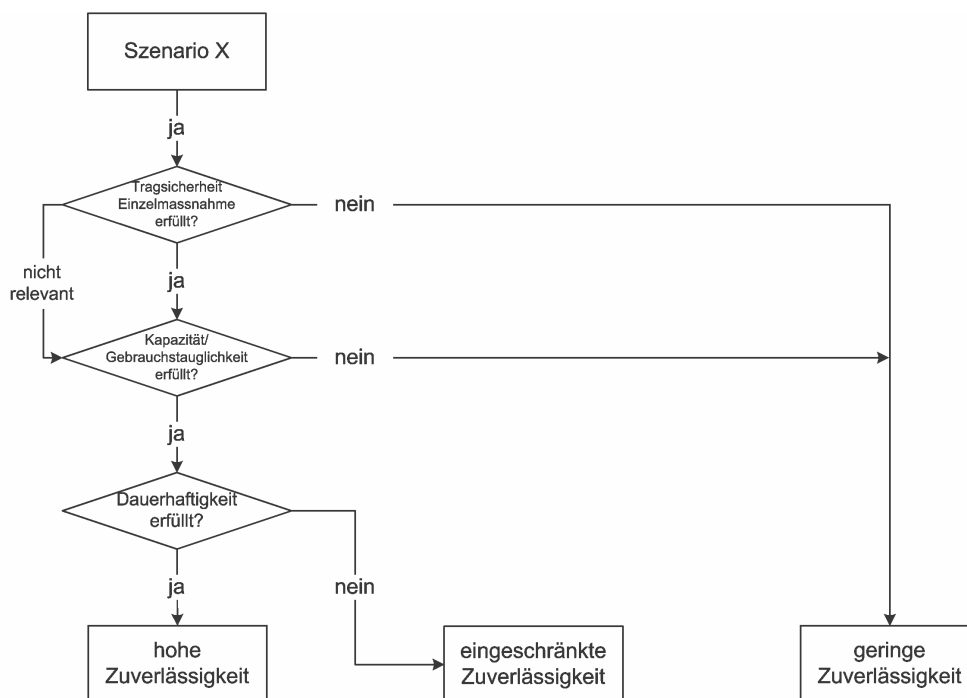 Szenario X
ja
Tragsicherheit
Einzelmassnahme
erfüllt?
nein
nicht
relevant
ja
Kapazität/
Gebrauchstauglichkeit
erfüllt?
nein
ja
Dauerhaftigkeit
erfüllt?
ja
nein
hohe
Zuverlässigkeit
eingeschränkte
Zuverlässigkeit
geringe
Zuverlässigkeit